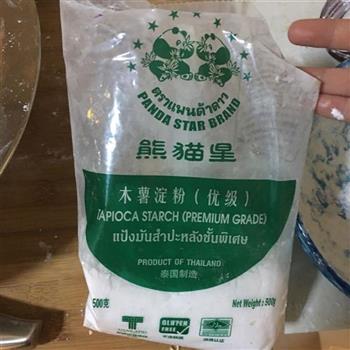 ตราแพนด้าดาว
PANDA STAR BRAND
熊猫星
木薯淀粉(优级)
TAPIOCA STARCH (PREMIUM GRADE)
แป้งมันสำปะหลังชั้นพิเศษ
PRODUCT OF THAILAND
泰国制造
500克
Net Weight: 500g
GLUTEN FREE